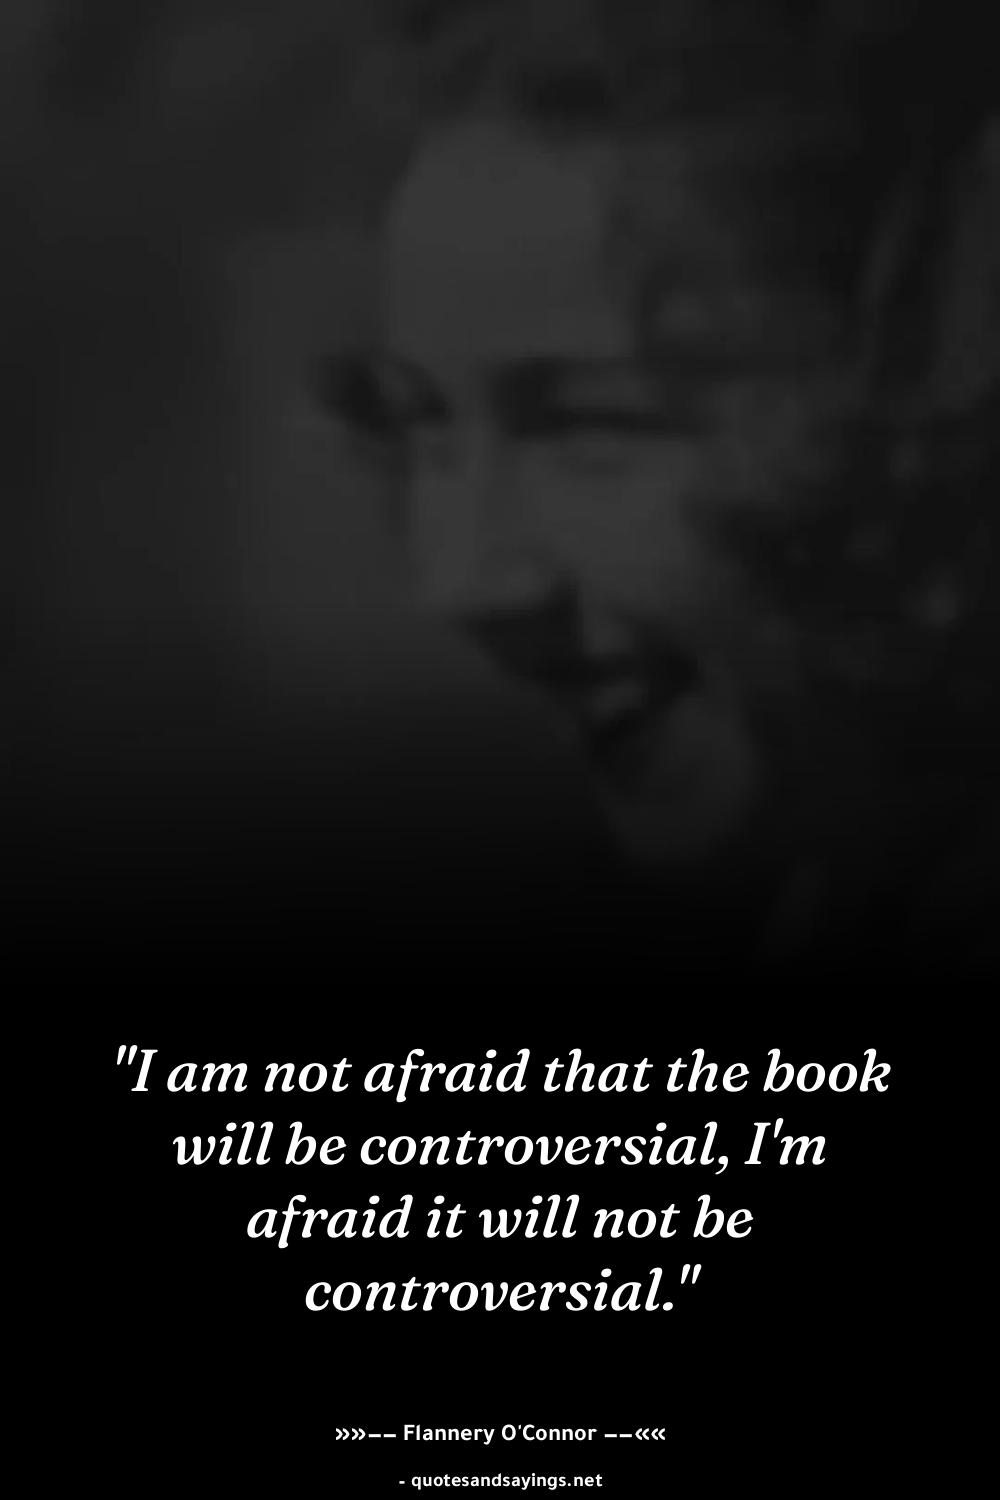 "I am not afraid that the book
will be controversial, I'm
afraid it will not be
controversial."
»»–– Flannery O'Connor ––««
- quotesandsayings.net